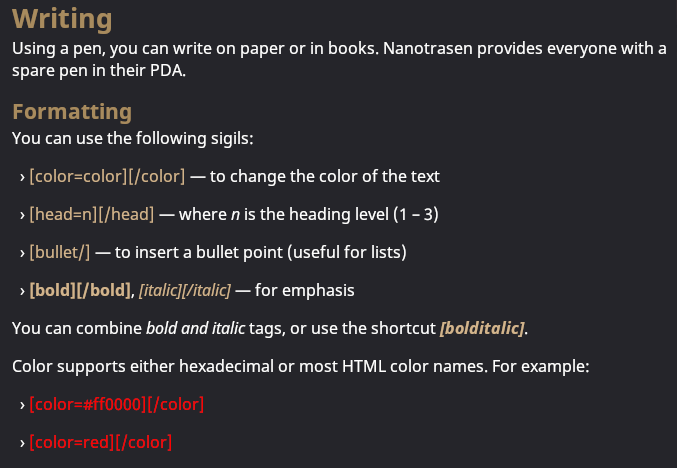 Writing
Using a pen, you can write on paper or in books. Nanotrasen provides everyone with a
spare pen in their PDA.
Formatting
You can use the following sigils:
› [color=color][/color] — to change the color of the text
› [head=n][/head] — where n is the heading level (1 – 3)
› [bullet/] — to insert a bullet point (useful for lists)
› [bold][/bold], [italic][/italic] — for emphasis
You can combine bold and italic tags, or use the shortcut [bolditalic].
Color supports either hexadecimal or most HTML color names. For example:
› [color=#ff0000][/color]
› [color=red][/color]